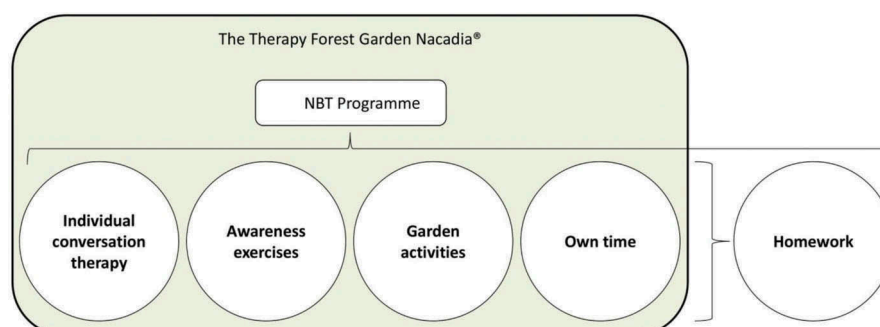 The Therapy Forest Garden Nacadia®
NBT Programme
Individual
conversation
therapy
Awareness
exercises
Garden
activities
Own time
Homework